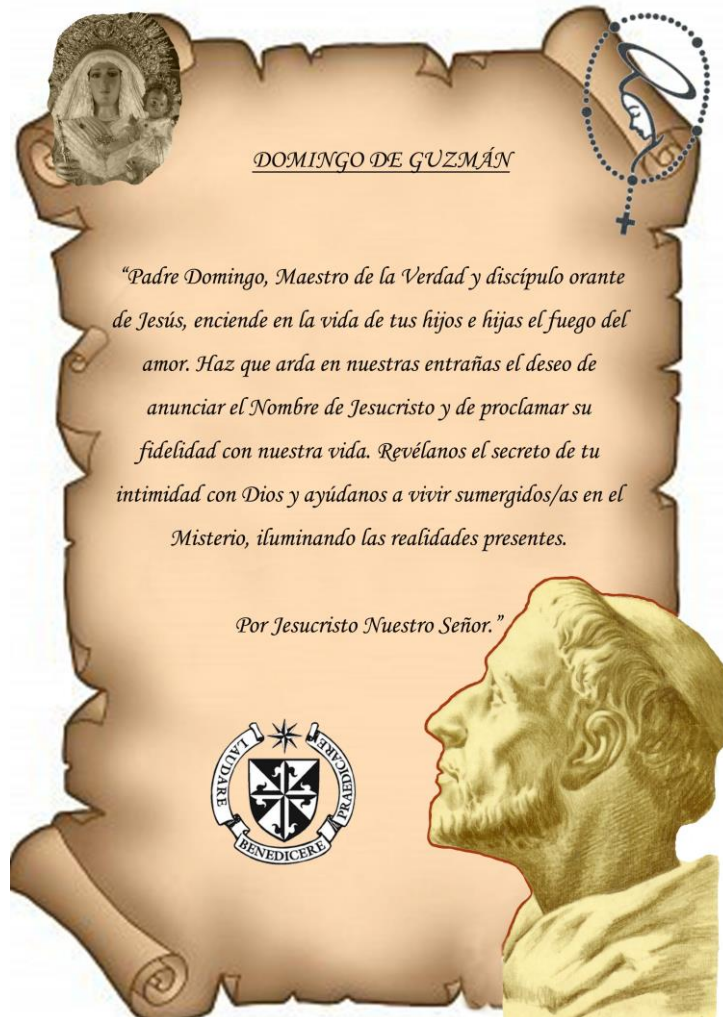 DOMINGO DE GUZMÁN
“Padre Domingo, Maestro de la Verdad y discípulo orante
de Jesús, enciende en la vida de tus hijos e hijas el fuego del
amor. Haz que arda en nuestras entrañas el deseo de
anunciar el Nombre de Jesucristo y de proclamar su
fidelidad con nuestra vida. Revélanos el secreto de tu
intimidad con Dios y ayúdanos a vivir sumergidos/as en el
Misterio, iluminando las realidades presentes.
Por Jesucristo Nuestro Señor.”
LAUDARE
BENEDICERE
PRAEDICARE